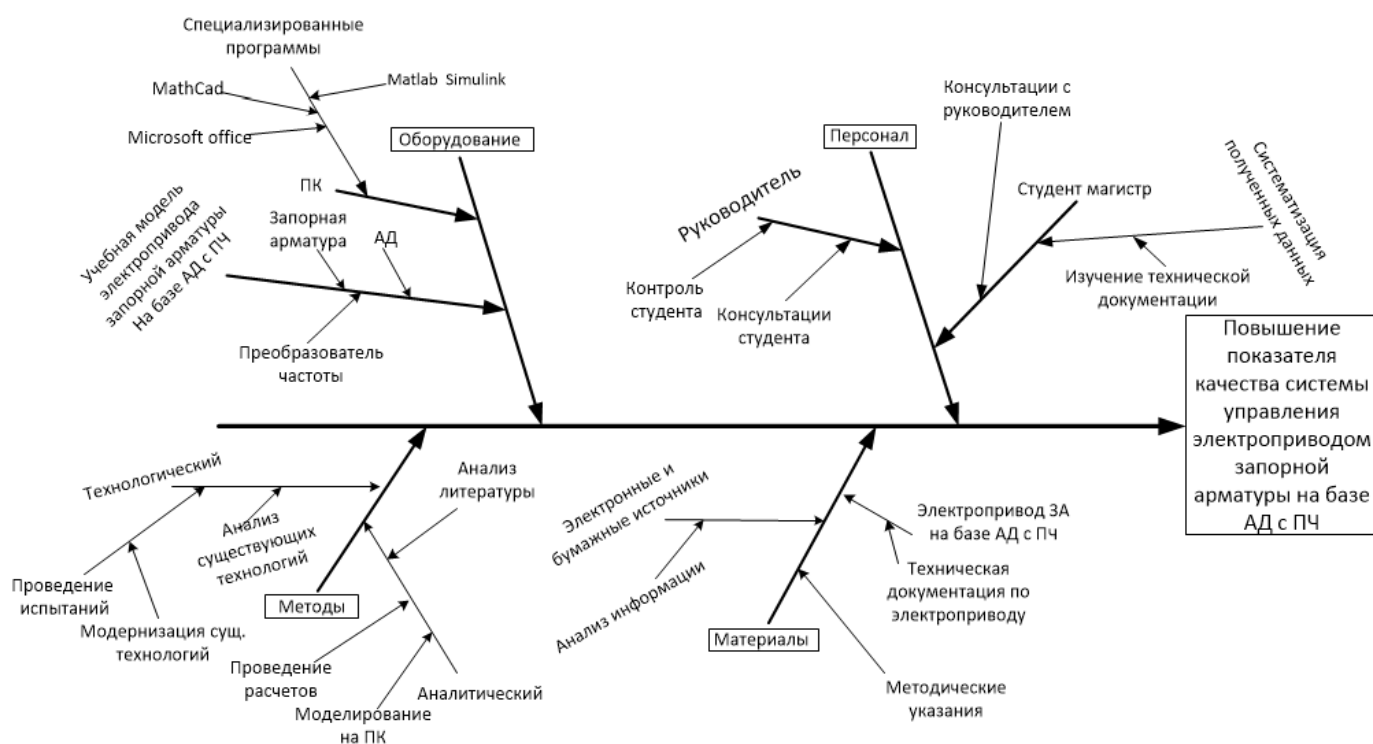 Специализированные
программы
MathCad
Matlab Simulink
Microsoft office
Оборудование
ПК
Учебная модель
электропривода
запорной арматуры
На базе АД с ПЧ
Запорная
арматура
АД
Преобразователь
частоты
Персонал
Консультации с
руководителем
Руководитель
Студент магистр
Систематизация
полученных данных
Контроль
студента
Консультации
студента
Изучение технической
документации
Повышение
показателя
качества системы
управления
электроприводом
запорной
арматуры на базе
АД с ПЧ
Технологический
Анализ
существующих
технологий
Проведение
испытаний
Модернизация сущ.
технологий
Методы
Анализ
литературы
Проведение
расчетов
Моделирование
на ПК
Аналитический
Электронные и
бумажные источники
Анализ информации
Материалы
Электропривод ЗА
на базе АД с ПЧ
Техническая
документация по
электроприводу
Методические
указания